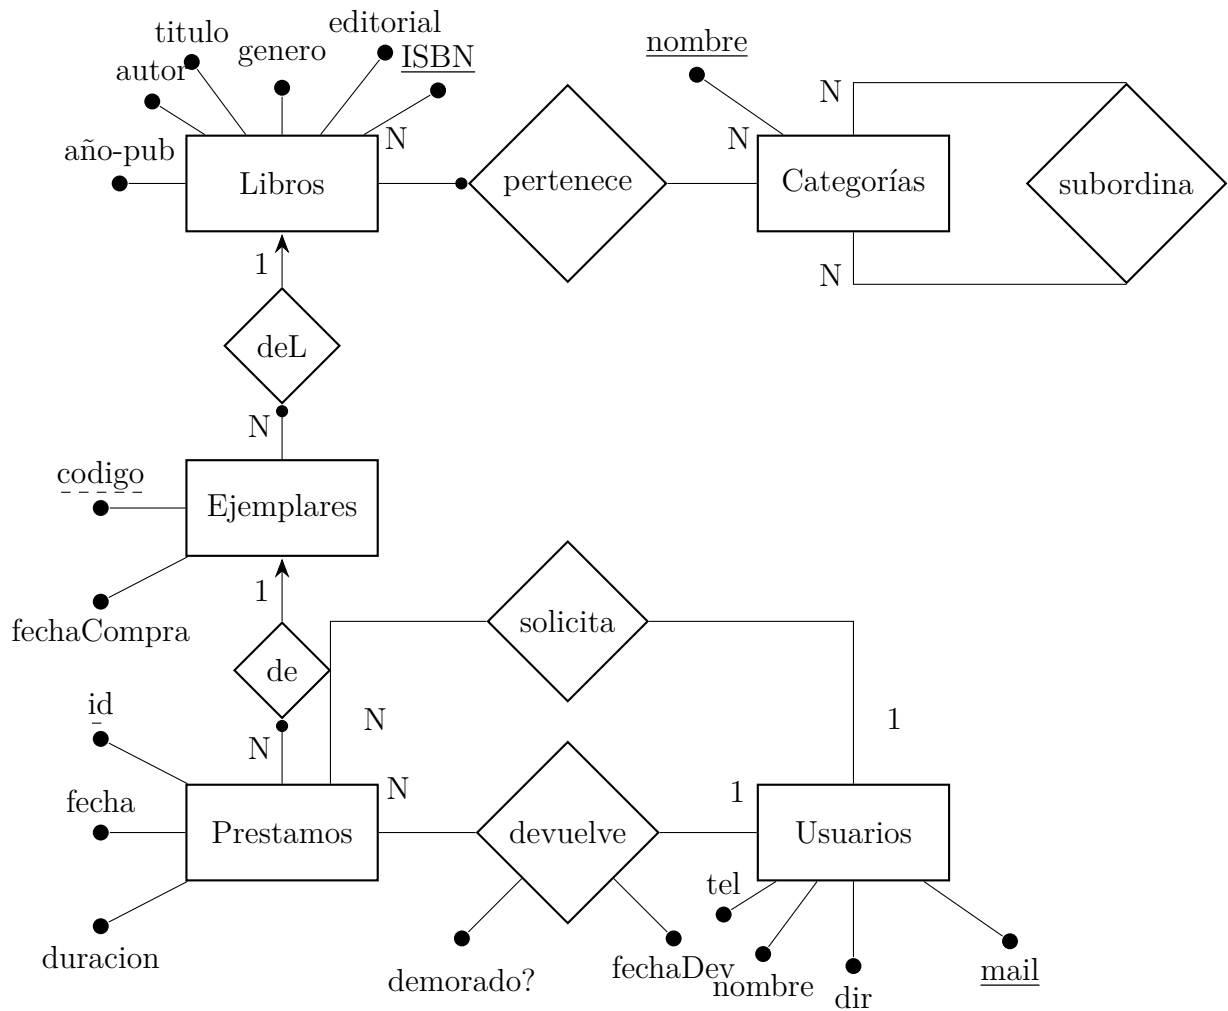 editorial
titulo
genero
ISBN
nombre
autor
N
N
N
año-pub
Libros
pertenece
Categorías
subordina
1
N
deL
N
codigo
Ejemplares
1
solicita
fechaCompra
de
id
N
1
N
N
1
fecha
Prestamos
devuelve
Usuarios
tel
duracion
demorado?
fechaDev
nombre
mail
dir